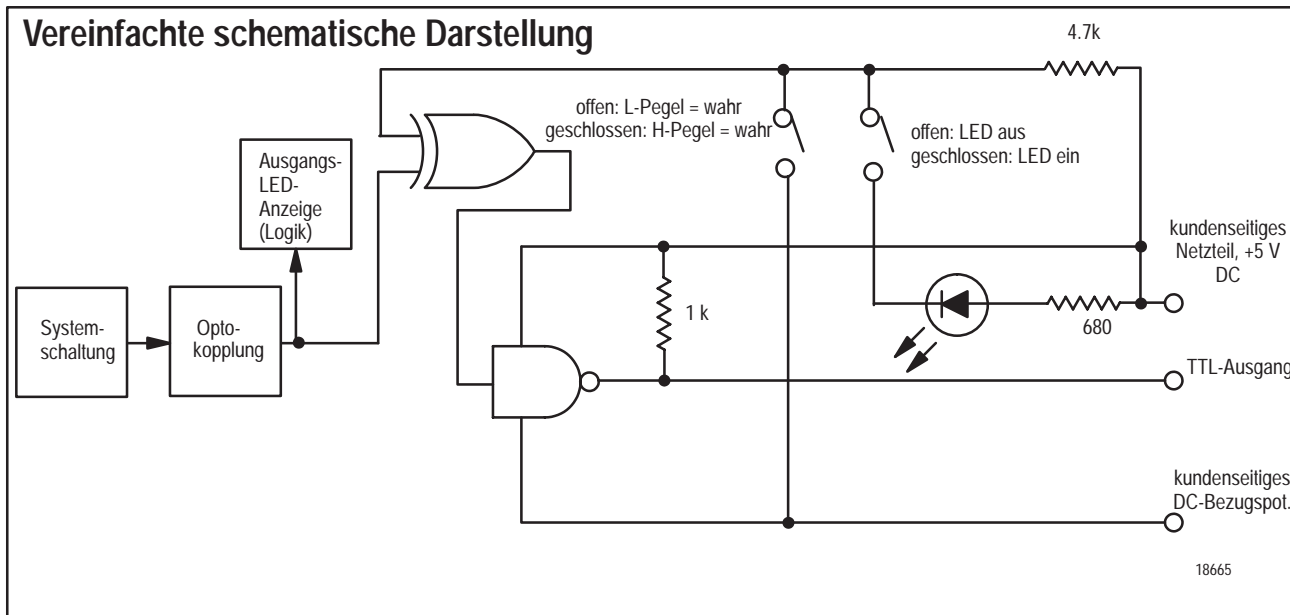 Vereinfachte schematische Darstellung
4.7k
offen: L-Pegel = wahr
geschlossen: H-Pegel = wahr
offen: LED aus
geschlossen: LED ein
Ausgangs-
LED-
Anzeige
(Logik)
kundenseitiges
Netzteil, +5 V
DC
System-
schaltung
Opto-
kopplung
1 k
680
TTL-Ausgang
kundenseitiges
DC-Bezugspot.
18665